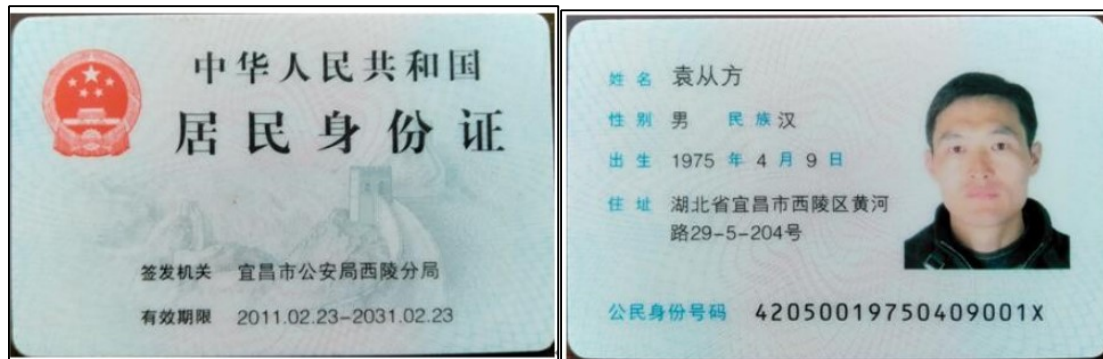 中华人民共和国
居民身份证
签发机关 宜昌市公安局西陵分局
有效期限 2011.02.23-2031.02.23
姓名 袁从方
性别 男 民族 汉
出生 1975 年 4 月 9 日
住址 湖北省宜昌市西陵区黄河
路29-5-204号
公民身份号码 42050019750409001X